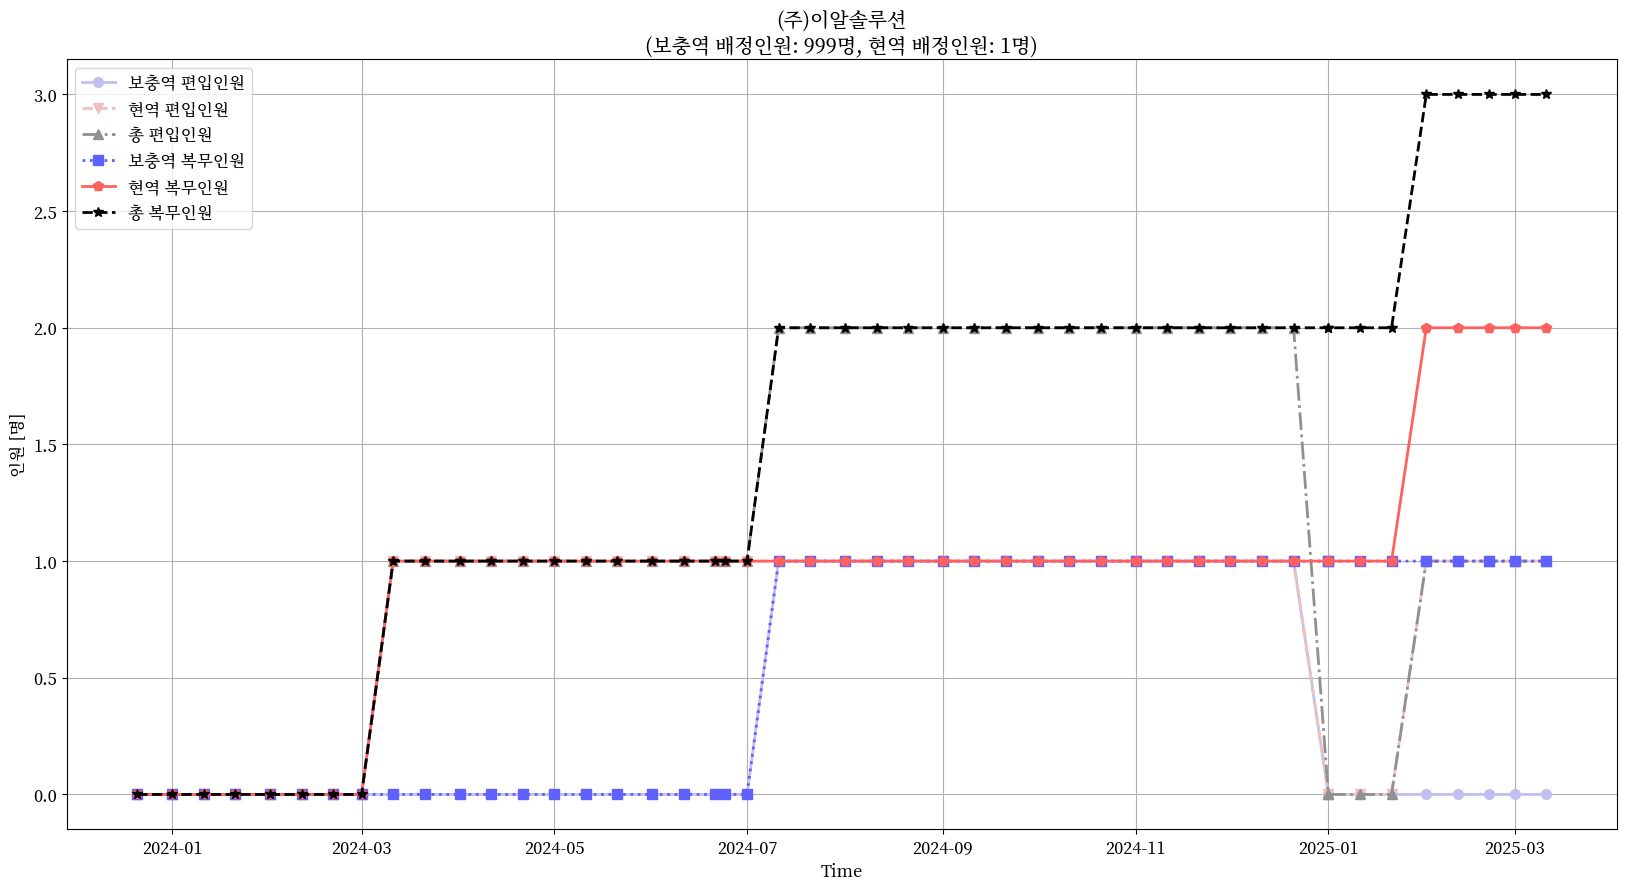 (주)이알솔루션
(보충역 배정인원: 999명, 현역 배정인원: 1명)
보충역 편입인원
현역 편입인원
총 편입인원
보충역 복무인원
현역 복무인원
총 복무인원
3.0
2.5
2.0
1.5
1.0
0.5
0.0
인원 [명]
2024-01
2024-03
2024-05
2024-07
2024-09
2024-11
2025-01
2025-03
Time